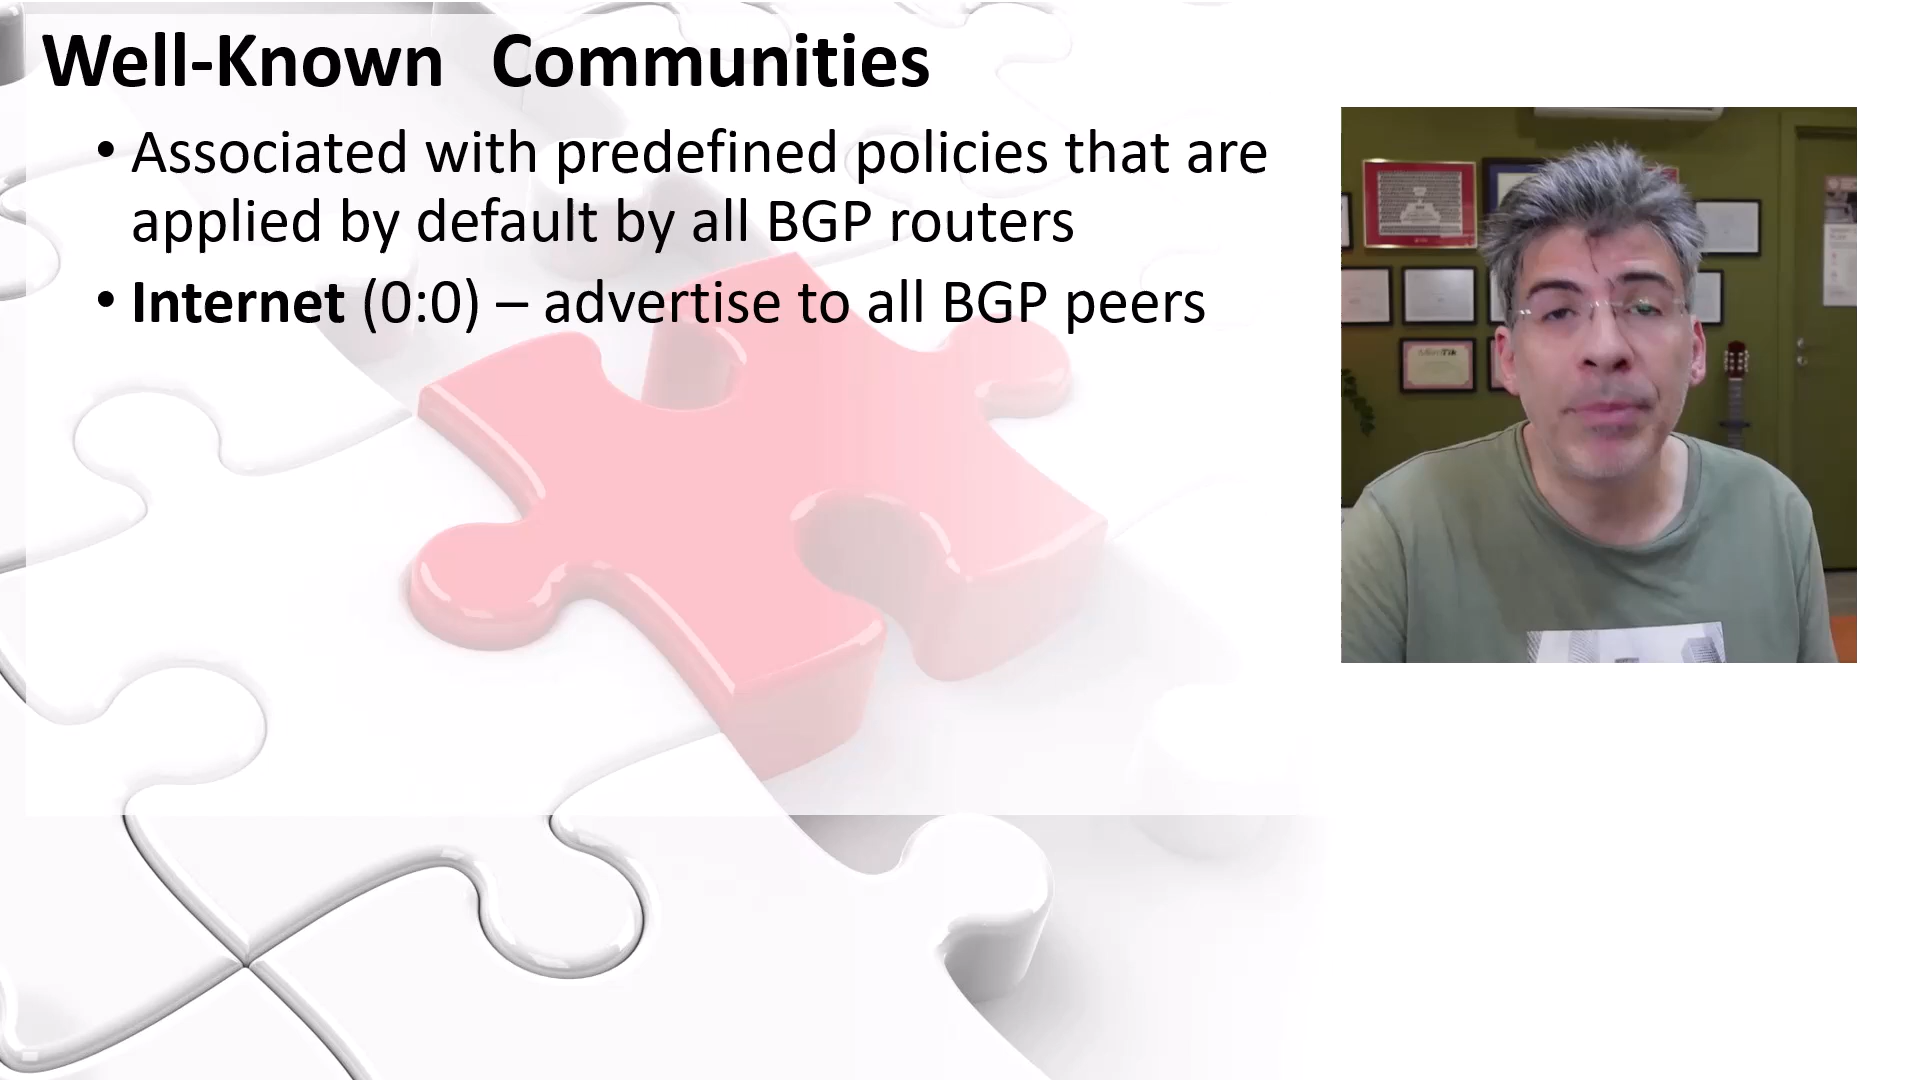 Well-Known Communities
• Associated with predefined policies that are
applied by default by all BGP routers
• Internet (0:0) – advertise to all BGP peers
MikroTik